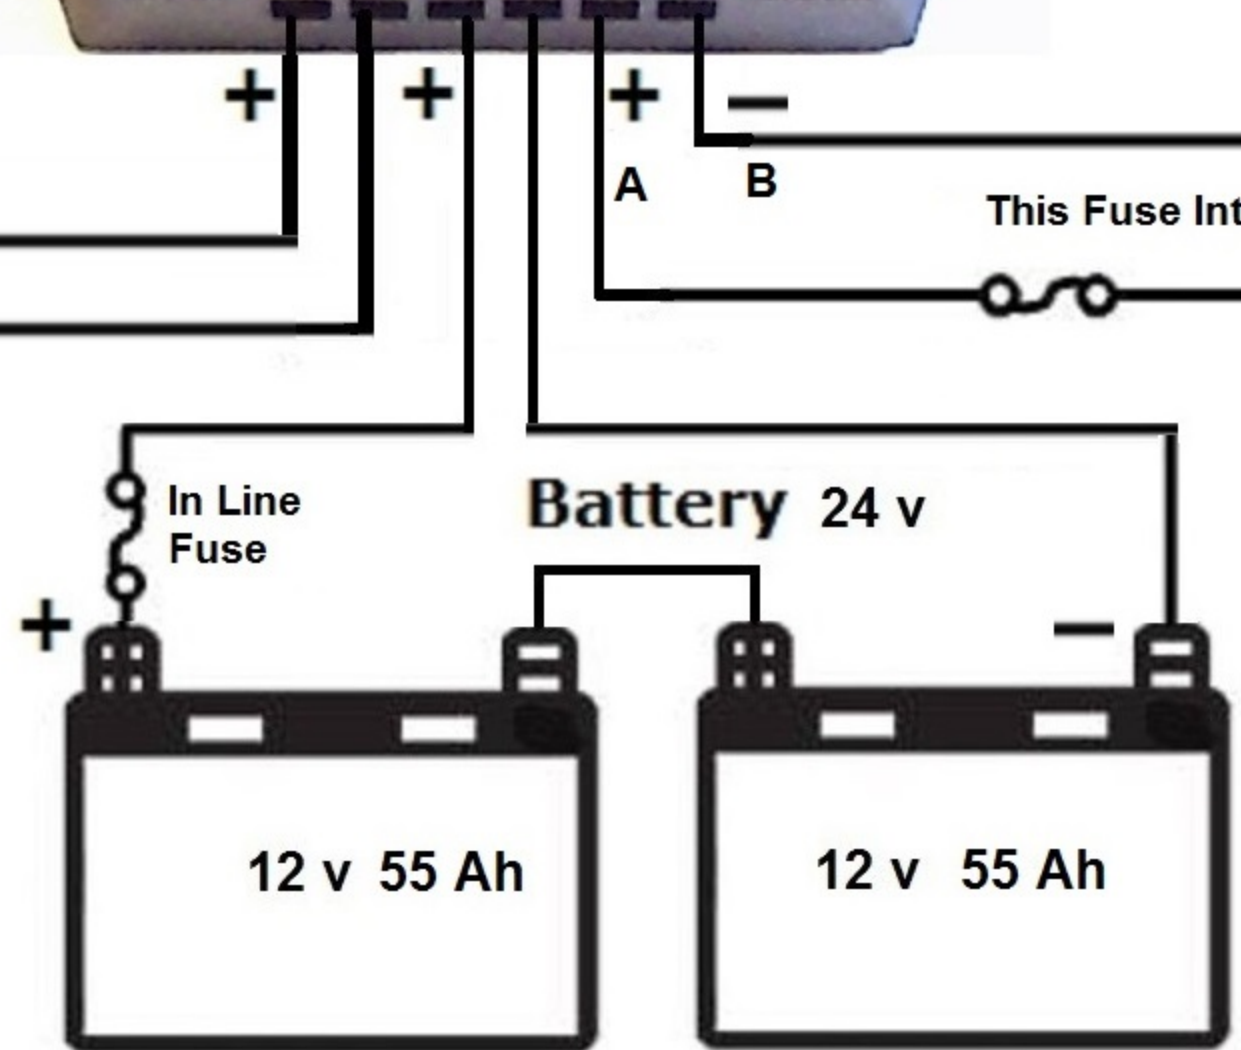 + + + —
A B
This Fuse Int
In Line
Fuse
Battery 24 v
+ —
12 v 55 Ah 12 v 55 Ah